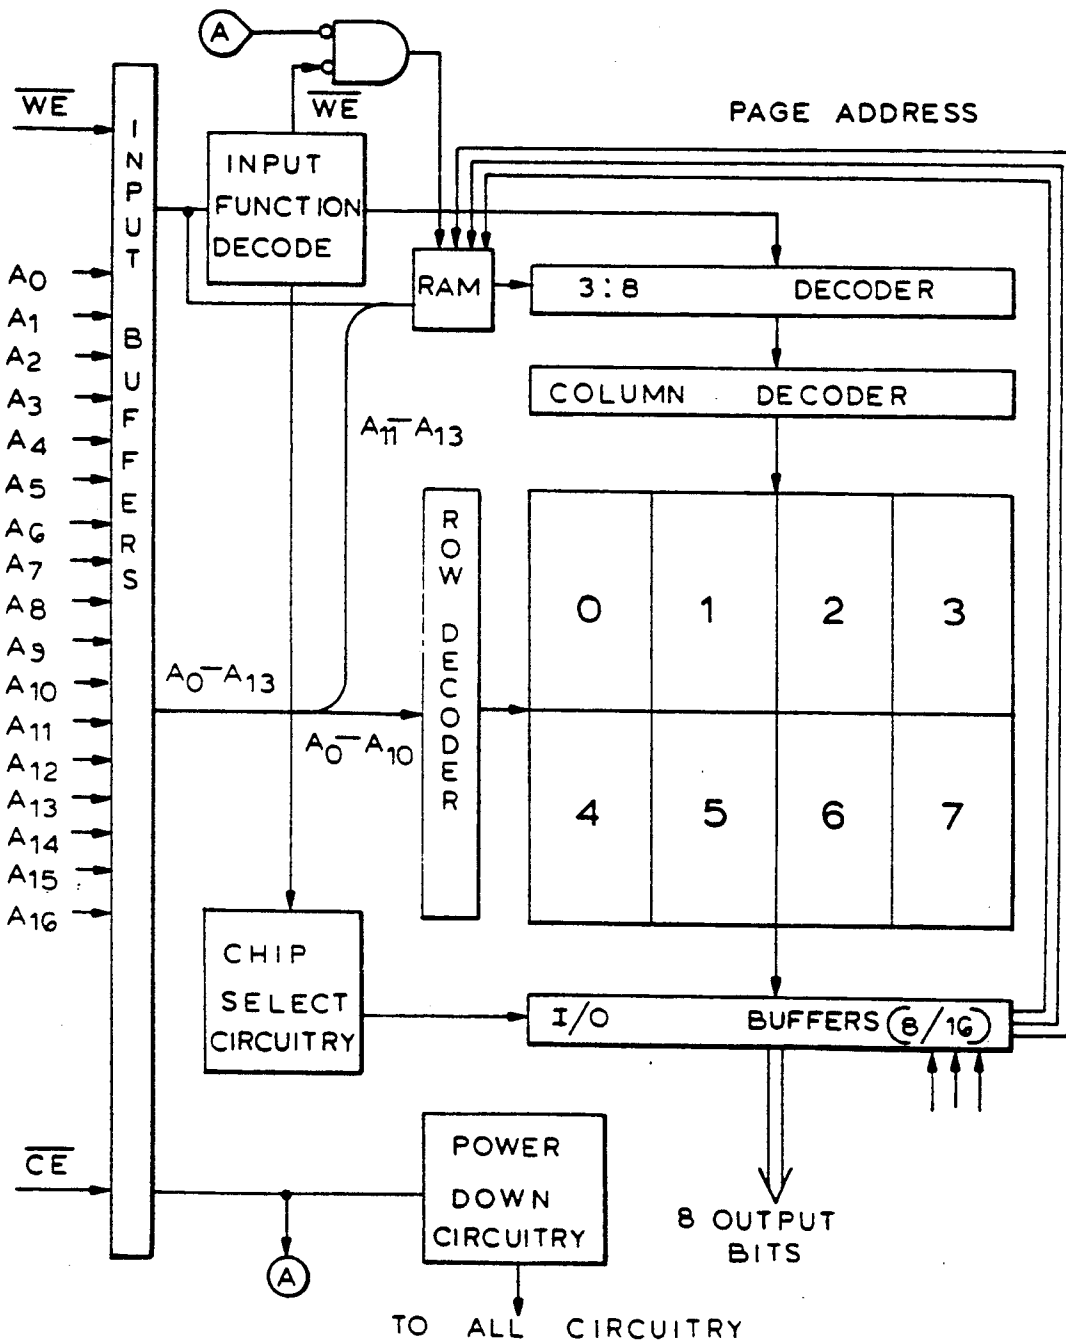 A
WE
WE
PAGE ADDRESS
INPUT BUFFERS
INPUT
FUNCTION
DECODE
RAM
3:8 DECODER
COLUMN DECODER
A0
A1
A2
A3
A4
A5
A6
A7
A8
A9
A10
A11
A12
A13
A14
A15
A16
A11–A13
A0–A13
A0–A10
ROW DECODER
0 1 2 3
4 5 6 7
CHIP
SELECT
CIRCUITRY
I/O BUFFERS (8/16)
CE
POWER
DOWN
CIRCUITRY
A
8 OUTPUT
BITS
TO ALL CIRCUITRY